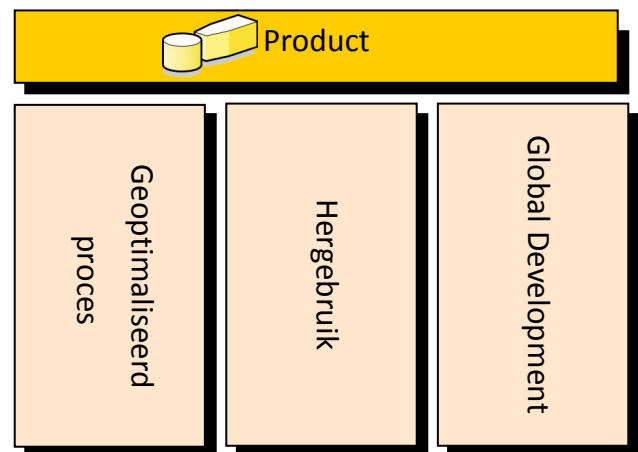 Product
Geoptimaliseerd
proces
Hergebruik
Global Development